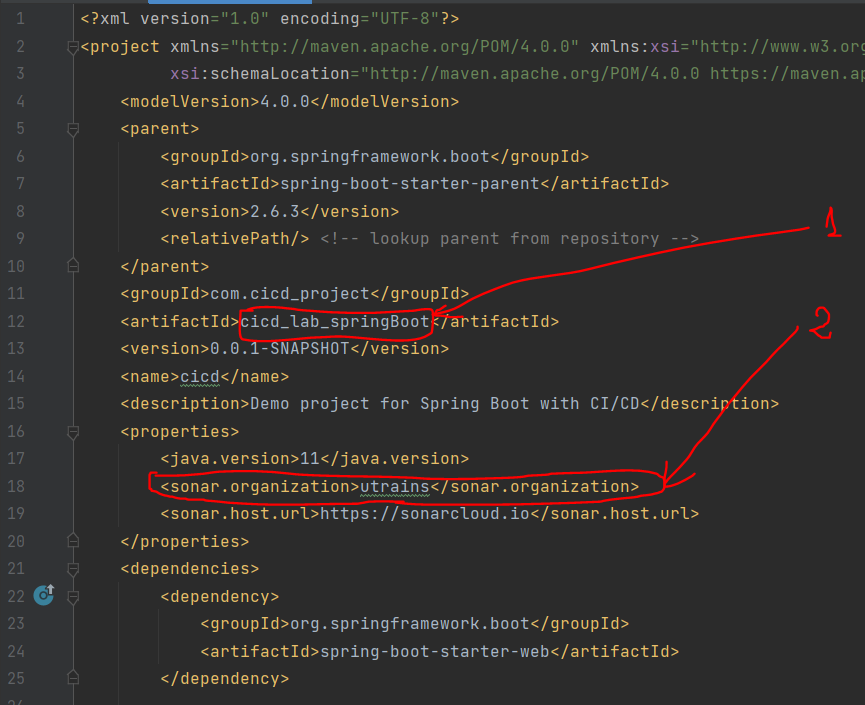 1 <?xml version="1.0" encoding="UTF-8"?>
2 <project xmlns="http://maven.apache.org/POM/4.0.0" xmlns:xsi="http://www.w3.org
3 xsi:schemaLocation="http://maven.apache.org/POM/4.0.0 https://maven.ap
4 <modelVersion>4.0.0</modelVersion>
5 <parent>
6 <groupId>org.springframework.boot</groupId>
7 <artifactId>spring-boot-starter-parent</artifactId>
8 <version>2.6.3</version>
9 <relativePath/> <!-- lookup parent from repository -->
1
10 </parent>
11 <groupId>com.cicd_project</groupId>
12 <artifactId>cicd_lab_springBoot</artifactId>
2
13 <version>0.0.1-SNAPSHOT</version>
14 <name>cicd</name>
15 <description>Demo project for Spring Boot with CI/CD</description>
16 <properties>
17 <java.version>11</java.version>
18 <sonar.organization>utrains</sonar.organization>
19 <sonar.host.url>https://sonarcloud.io</sonar.host.url>
20 </properties>
21 <dependencies>
22 <dependency>
23 <groupId>org.springframework.boot</groupId>
24 <artifactId>spring-boot-starter-web</artifactId>
25 </dependency>